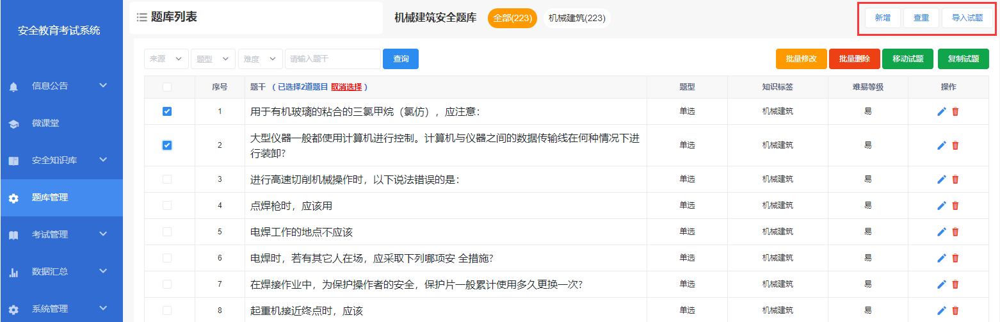 安全教育考试系统
信息公告
微课堂
安全知识库
题库管理
考试管理
数据汇总
系统管理
题库列表
机械建筑安全题库 全部(223) 机械建筑(223)
新增 查重 导入试题
来源 题型 难度 请输入题干 查询
批量修改 批量删除 移动试题 复制试题
序号 题干 （已选择2道题目 取消选择） 题型 知识标签 难易等级 操作
1 用于有机玻璃的粘合的三氯甲烷（氯仿），应注意： 单选 机械建筑 易
2 大型仪器一般都使用计算机进行控制。计算机与仪器之间的数据传输线在何种情况下进
行装卸? 单选 机械建筑 易
3 进行高速切削机械操作时，以下说法错误的是： 单选 机械建筑 易
4 点焊枪时，应该用 单选 机械建筑 易
5 电焊工作的地点不应该 单选 机械建筑 易
6 电焊时，若有其它人在场，应采取下列哪项安 全措施? 单选 机械建筑 易
7 在焊接作业中，为保护操作者的安全，保护片一般累计使用多久更换一次? 单选 机械建筑 易
8 起重机接近终点时，应该 单选 机械建筑 易